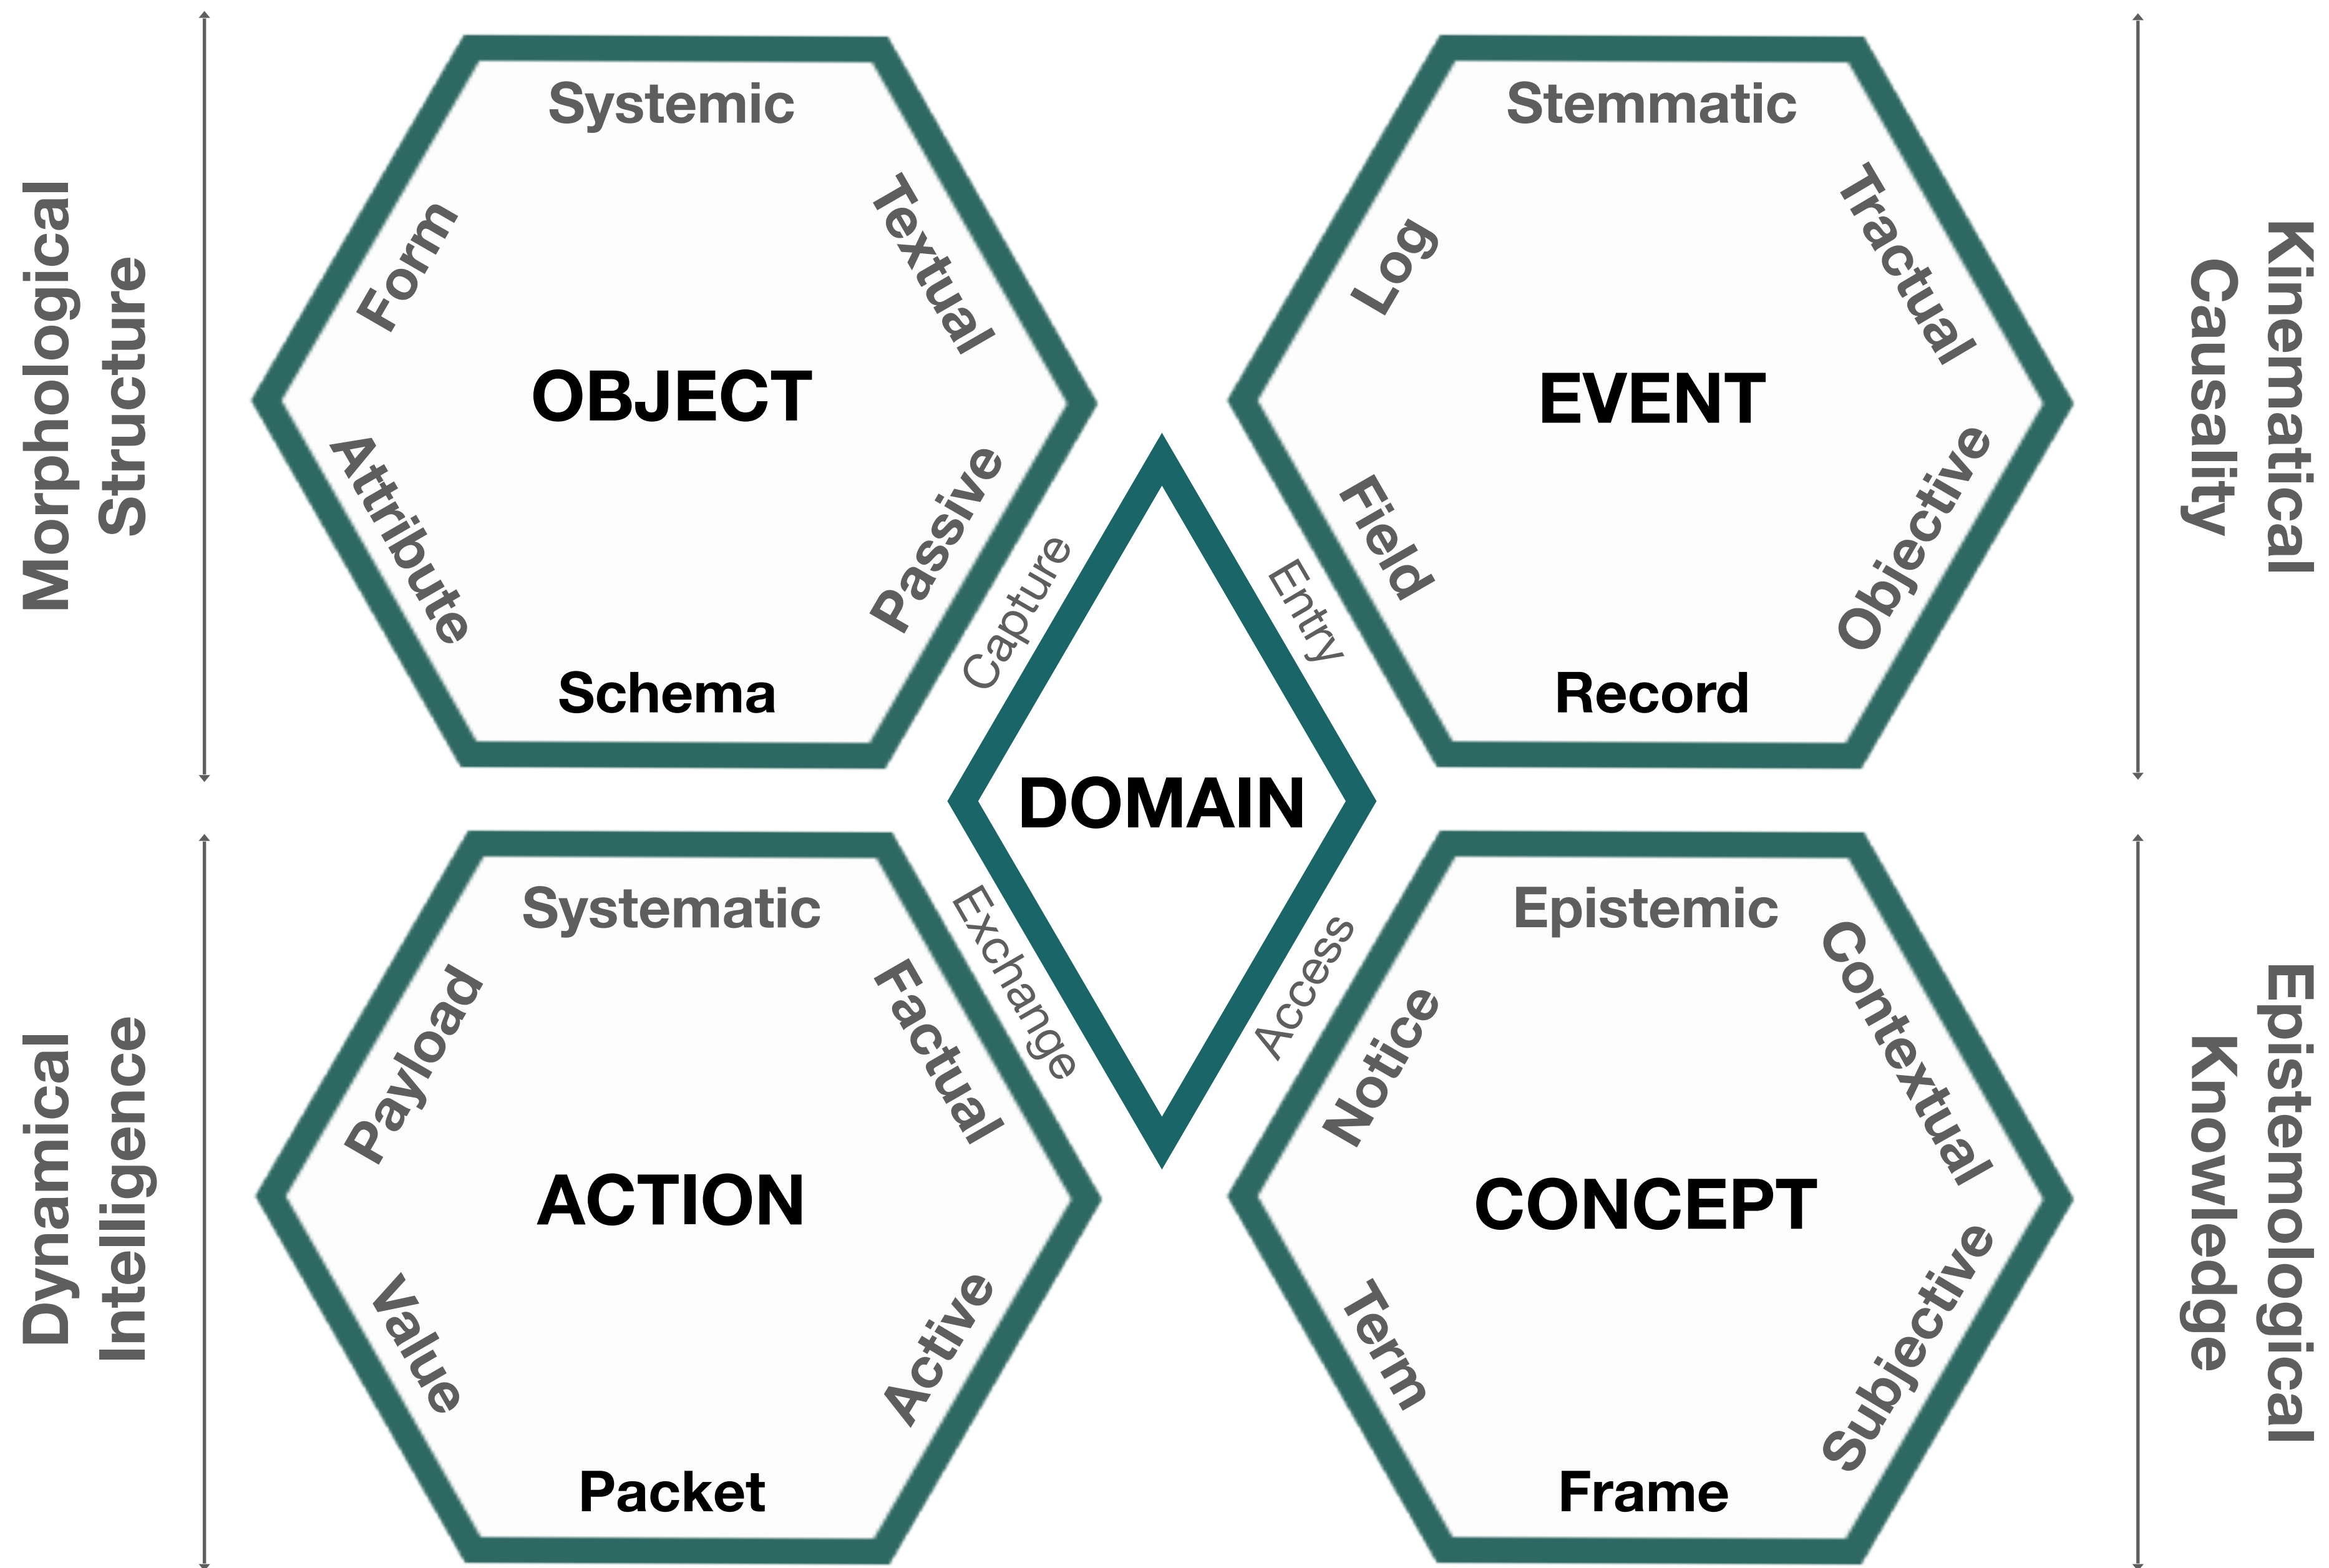 Morphological
Structure
Systemic
Form
Textual
OBJECT
Attribute
Passive
Schema
Stemmatic
Log
Tractual
EVENT
Field
Objective
Record
Kinematical
Causality
Capture
Entry
DOMAIN
Exchange
Access
Dynamical
Intelligence
Systematic
Payload
Factual
ACTION
Value
Active
Packet
Epistemic
Notice
Contextual
CONCEPT
Term
Subjective
Frame
Epistemological
Knowledge